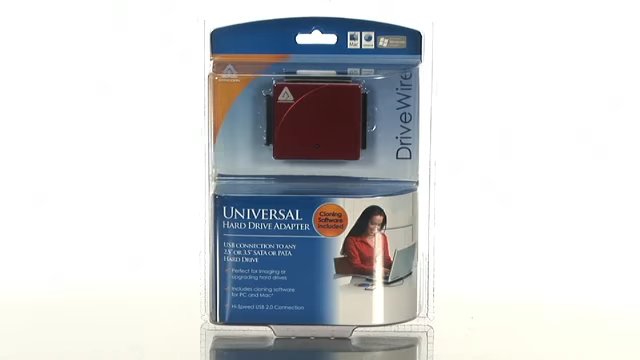 DriveWire
UNIVERSAL
HARD DRIVE ADAPTER
Cloning
Software
Included
USB CONNECTION TO ANY
2.5" OR 3.5" SATA OR PATA
HARD DRIVE
Perfect for imaging or
upgrading hard drives
Includes cloning software
for PC and Mac*
Hi-Speed USB 2.0 Connection